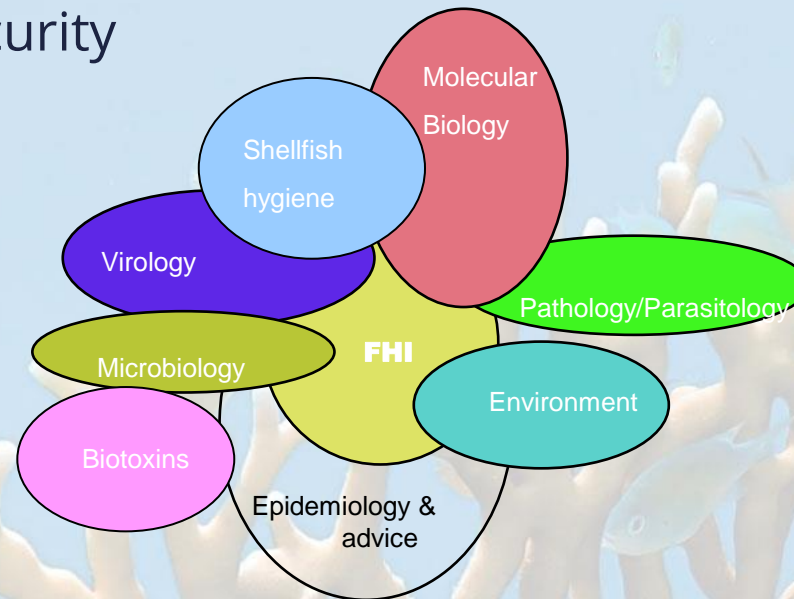 curity
Molecular
Biology
Shellfish
hygiene
Virology
Pathology/Parasitology
FHI
Microbiology
Environment
Biotoxins
Epidemiology &
advice